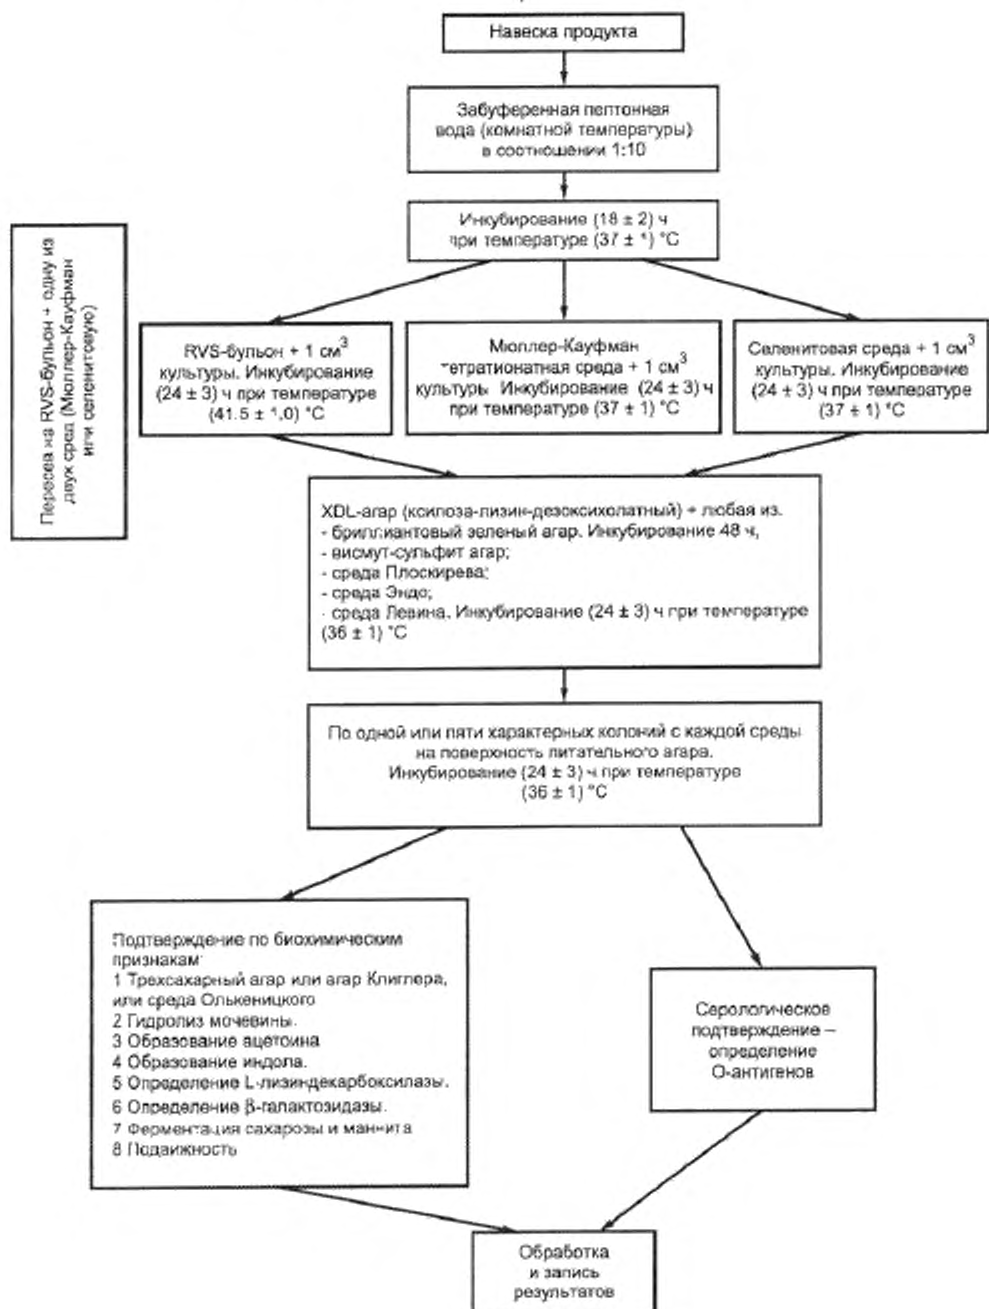 Навеска продукта
Забуференная пептонная
вода (комнатной температуры)
в соотношении 1:10
Инкубирование (18 ± 2) ч
при температуре (37 ± 1) °C
Пересев на RVS-бульон + одну из
двух сред (Мюллер-Кауфман
или селенитовую)
RVS-бульон + 1 см³
культуры. Инкубирование
(24 ± 3) ч при температуре
(41.5 ± 1,0) °C
Мюллер-Кауфман
тетратионатная среда + 1 см³
культуры Инкубирование (24 ± 3) ч
при температуре (37 ± 1) °C
Селенитовая среда + 1 см³
культуры. Инкубирование
(24 ± 3) ч при температуре
(37 ± 1) °C
XDL-агар (ксилоза-лизин-дезоксихолатный) + любая из.
- бриллиантовый зеленый агар. Инкубирование 48 ч,
- висмут-сульфит агар;
- среда Плоскирева;
- среда Эндо;
- среда Левина. Инкубирование (24 ± 3) ч при температуре
(36 ± 1) °C
По одной или пяти характерных колоний с каждой среды
на поверхность питательного агара.
Инкубирование (24 ± 3) ч при температуре
(36 ± 1) °C
Подтверждение по биохимическим
признакам
1 Трехсахарный агар или агар Клиглера,
или среда Олькеницкого
2 Гидролиз мочевины.
3 Образование ацетоина
4 Образование индола.
5 Определение L-лизиндекарбоксилазы.
6 Определение β-галактозидазы.
7 Ферментация сахарозы и маннита
8 Подвижность
Серологическое
подтверждение –
определение
О-антигенов
Обработка
и запись
результатов